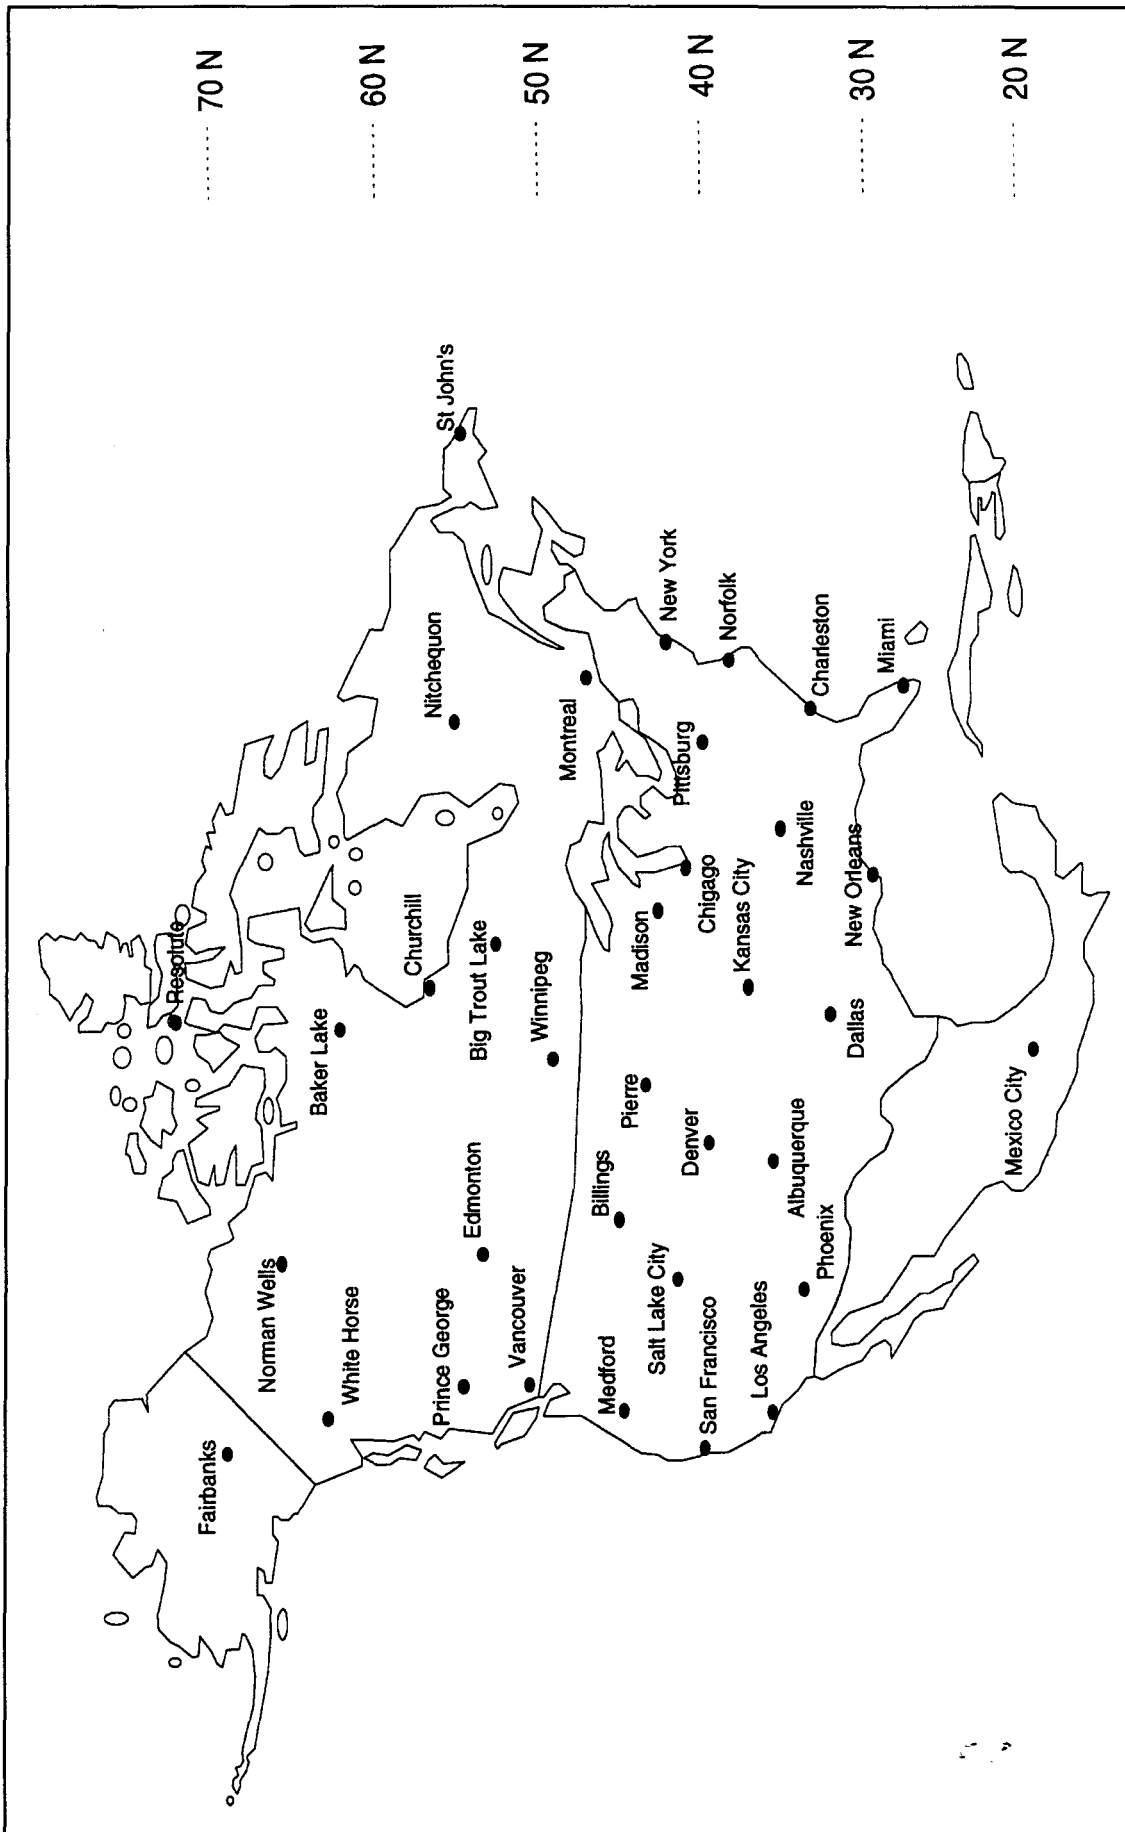 70 N
60 N
50 N
40 N
30 N
20 N
Resolute
Fairbanks
Norman Wells
White Horse
Baker Lake
Churchill
Nitchequon
St John's
Prince George
Edmonton
Big Trout Lake
Vancouver
Winnipeg
Montreal
Medford
Billings
Pierre
Madison
New York
Salt Lake City
Chigago
Pittsburg
San Francisco
Denver
Kansas City
Norfolk
Los Angeles
Albuquerque
Nashville
Phoenix
Dallas
Charleston
New Orleans
Miami
Mexico City